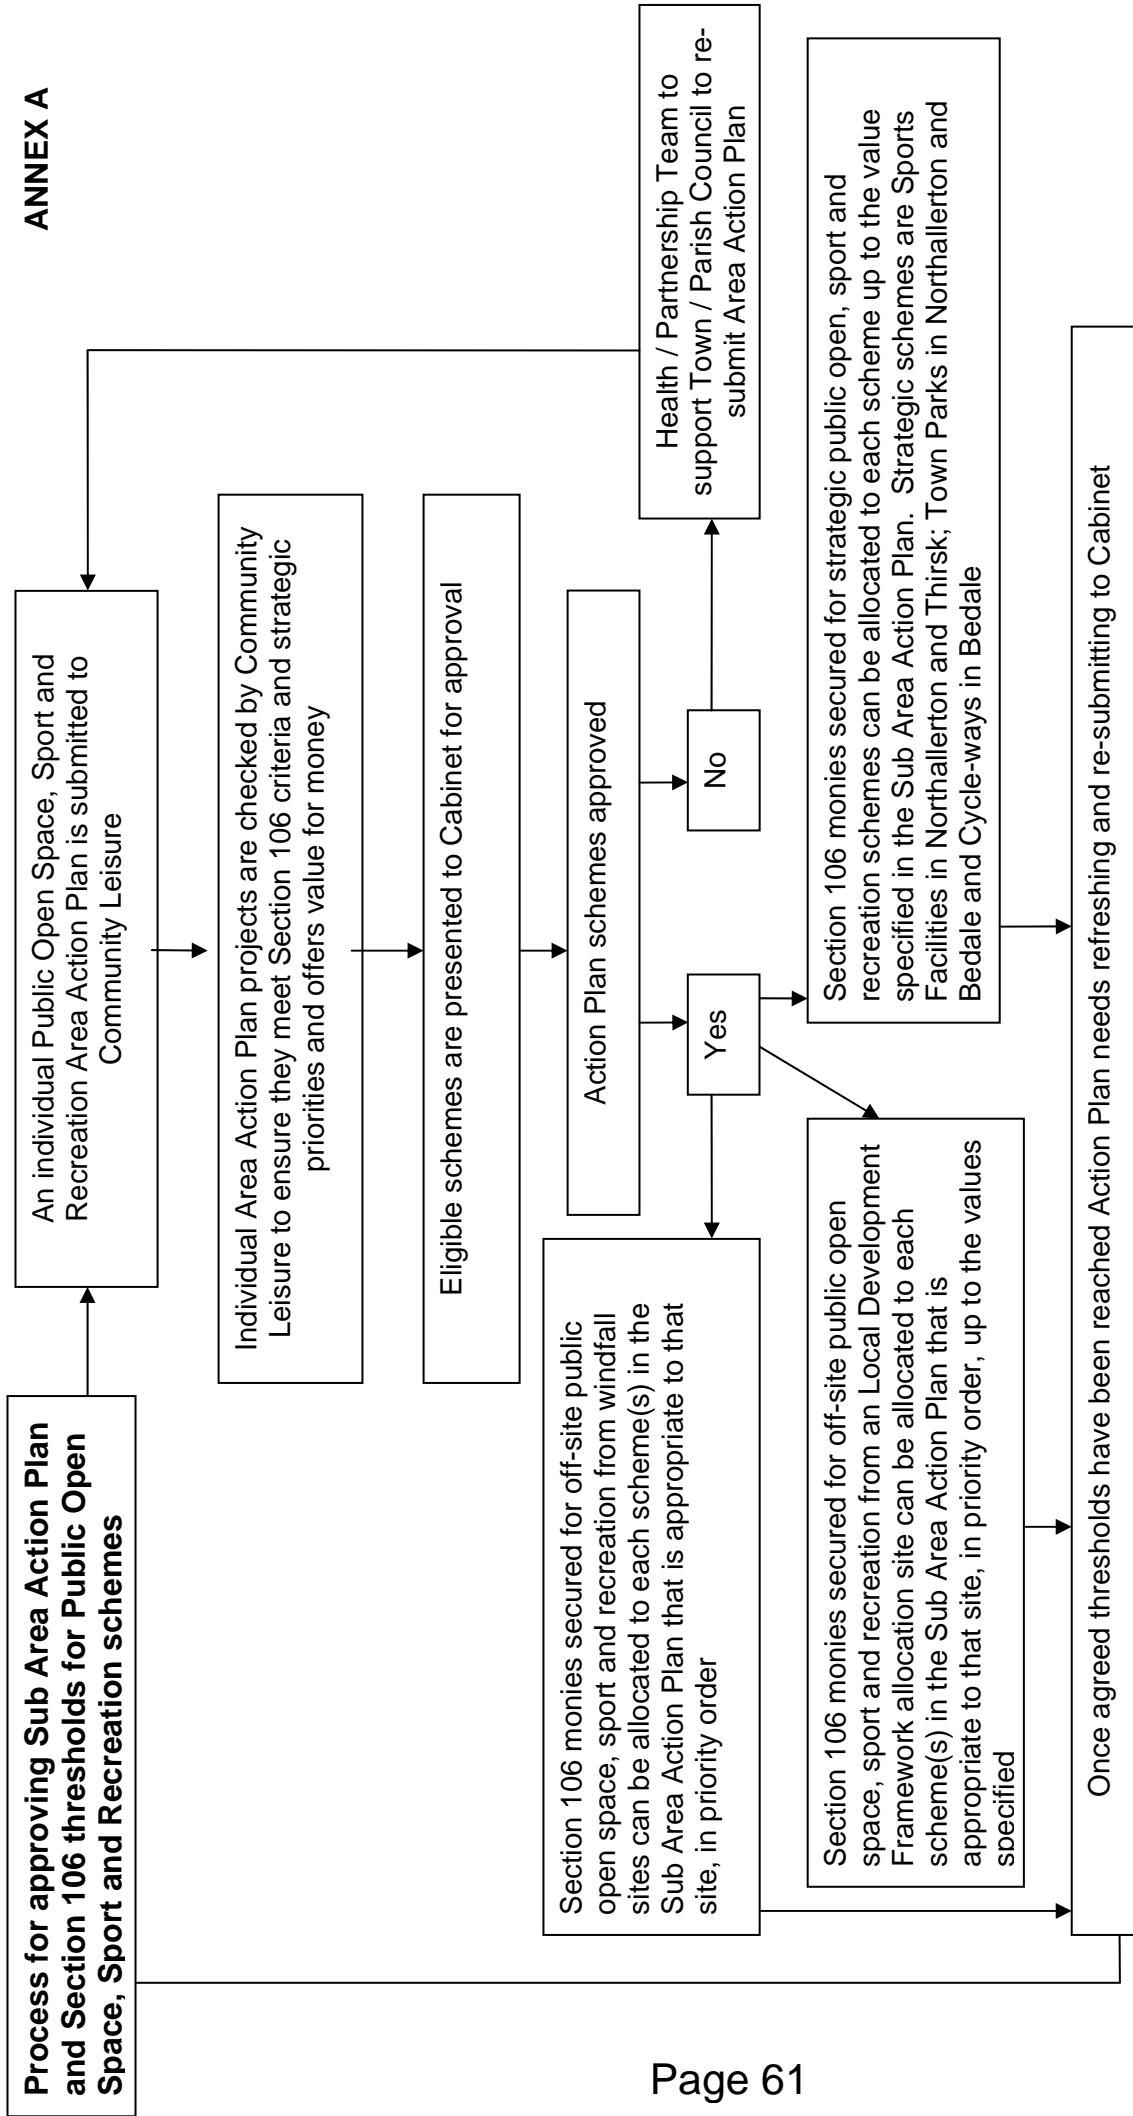 ANNEX A
Process for approving Sub Area Action Plan
and Section 106 thresholds for Public Open
Space, Sport and Recreation schemes
An individual Public Open Space, Sport and
Recreation Area Action Plan is submitted to
Community Leisure
Individual Area Action Plan projects are checked by Community
Leisure to ensure they meet Section 106 criteria and strategic
priorities and offers value for money
Eligible schemes are presented to Cabinet for approval
Action Plan schemes approved
Yes
No
Health / Partnership Team to
support Town / Parish Council to re-
submit Area Action Plan
Section 106 monies secured for off-site public
open space, sport and recreation from windfall
sites can be allocated to each scheme(s) in the
Sub Area Action Plan that is appropriate to that
site, in priority order
Section 106 monies secured for off-site public open
space, sport and recreation from an Local Development
Framework allocation site can be allocated to each
scheme(s) in the Sub Area Action Plan that is
appropriate to that site, in priority order, up to the values
specified
Section 106 monies secured for strategic public open, sport and
recreation schemes can be allocated to each scheme up to the value
specified in the Sub Area Action Plan.  Strategic schemes are Sports
Facilities in Northallerton and Thirsk; Town Parks in Northallerton and
Bedale and Cycle-ways in Bedale
Once agreed thresholds have been reached Action Plan needs refreshing and re-submitting to Cabinet
Page 61